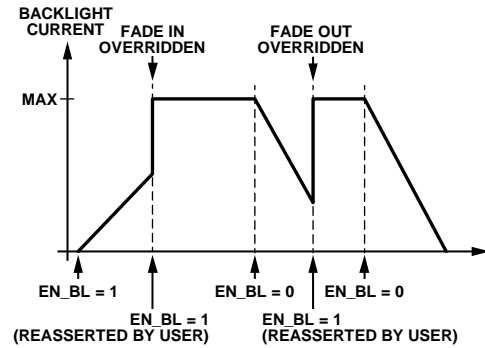 BACKLIGHT
CURRENT
FADE IN
OVERRIDDEN
FADE OUT
OVERRIDDEN
MAX
EN_BL = 1
EN_BL = 1
(REASSERTED BY USER)
EN_BL = 0
EN_BL = 1
(REASSERTED BY USER)
EN_BL = 0